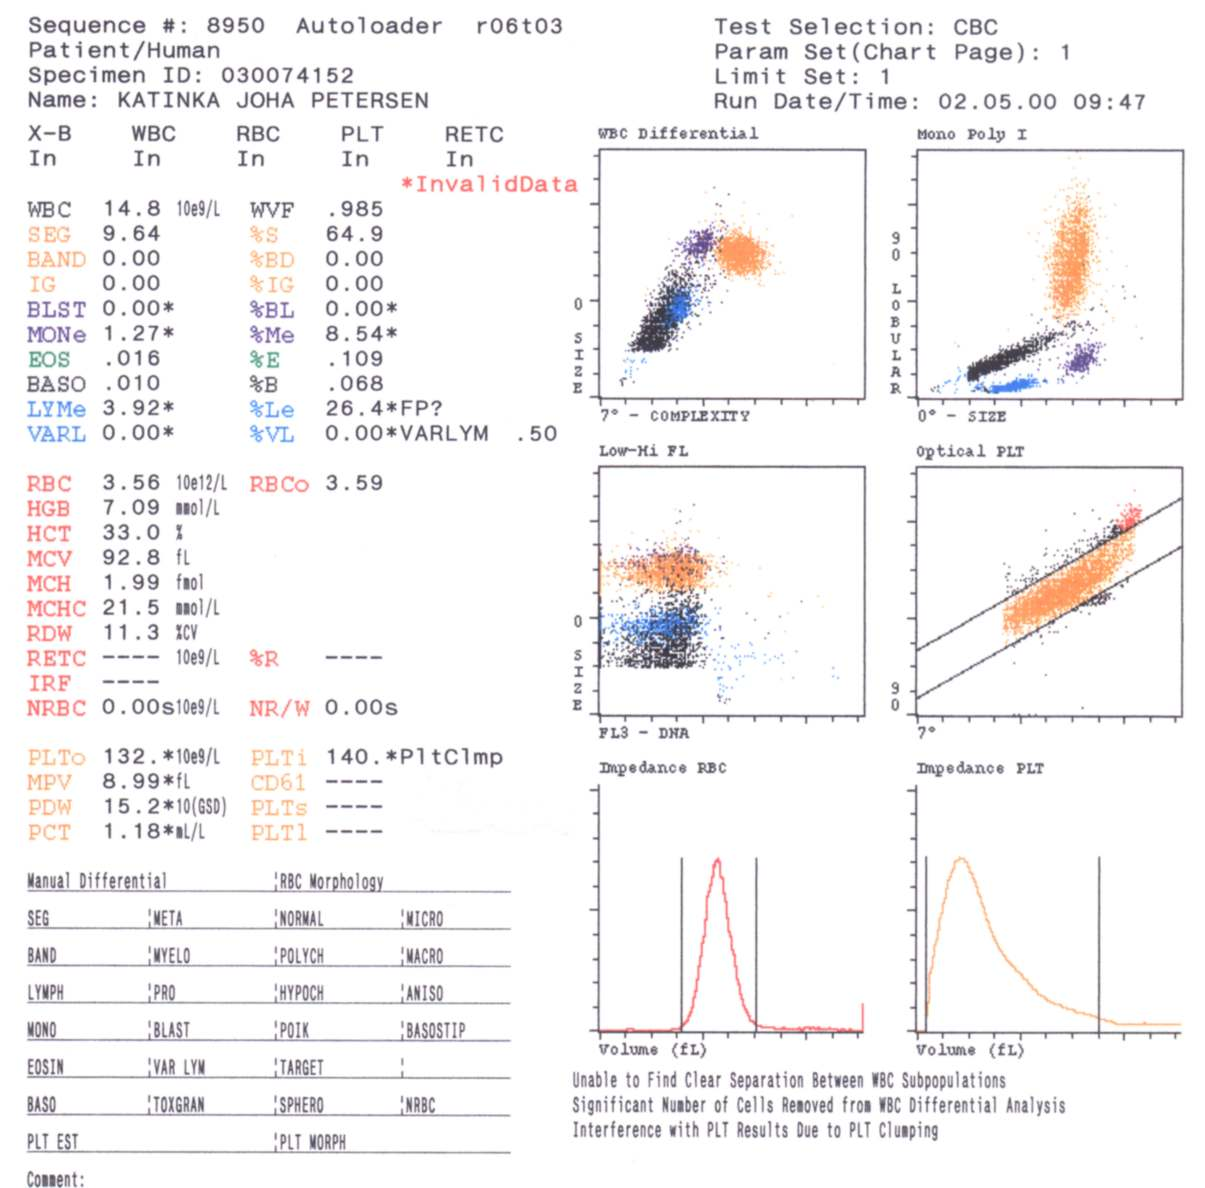 Sequence #: 8950 Autoloader r06t03
Patient/Human
Specimen ID: 030074152
Name: KATINKA JOHA PETERSEN
Test Selection: CBC
Param Set(Chart Page): 1
Limit Set: 1
Run Date/Time: 02.05.00 09:47
X-B WBC RBC PLT RETC
In In In In In
*InvalidData
WBC 14.8 10e9/L WVF .985
SEG 9.64 %S 64.9
BAND 0.00 %BD 0.00
IG 0.00 %IG 0.00
BLST 0.00* %BL 0.00*
MONe 1.27* %Me 8.54*
EOS .016 %E .109
BASO .010 %B .068
LYMe 3.92* %Le 26.4*FP?
VARL 0.00* %VL 0.00*VARLYM .50
RBC 3.56 10e12/L RBCo 3.59
HGB 7.09 mmol/L
HCT 33.0 %
MCV 92.8 fL
MCH 1.99 fmol
MCHC 21.5 mmol/L
RDW 11.3 %CV
RETC ---- 10e9/L %R ----
IRF ----
NRBC 0.00s10e9/L NR/W 0.00s
PLTo 132.*10e9/L PLTi 140.*PltClmp
MPV 8.99*fL CD61 ----
PDW 15.2*10(GSD) PLTs ----
PCT 1.18*mL/L PLTl ----
Manual Differential ¦RBC Morphology
SEG ¦META ¦NORMAL ¦MICRO
BAND ¦MYELO ¦POLYCH ¦MACRO
LYMPH ¦PRO ¦HYPOCH ¦ANISO
MONO ¦BLAST ¦POIK ¦BASOSTIP
EOSIN ¦VAR LYM ¦TARGET ¦
BASO ¦TOXGRAN ¦SPHERO ¦NRBC
PLT EST ¦PLT MORPH
Comment:
WBC Differential
0 SIZE
7° - COMPLEXITY
Mono Poly I
90 LOBULAR
0° - SIZE
Low-Hi FL
0 SIZE
FL3 - DNA
Optical PLT
90
7°
Impedance RBC
Volume (fL)
Impedance PLT
Volume (fL)
Unable to Find Clear Separation Between WBC Subpopulations
Significant Number of Cells Removed from WBC Differential Analysis
Interference with PLT Results Due to PLT Clumping